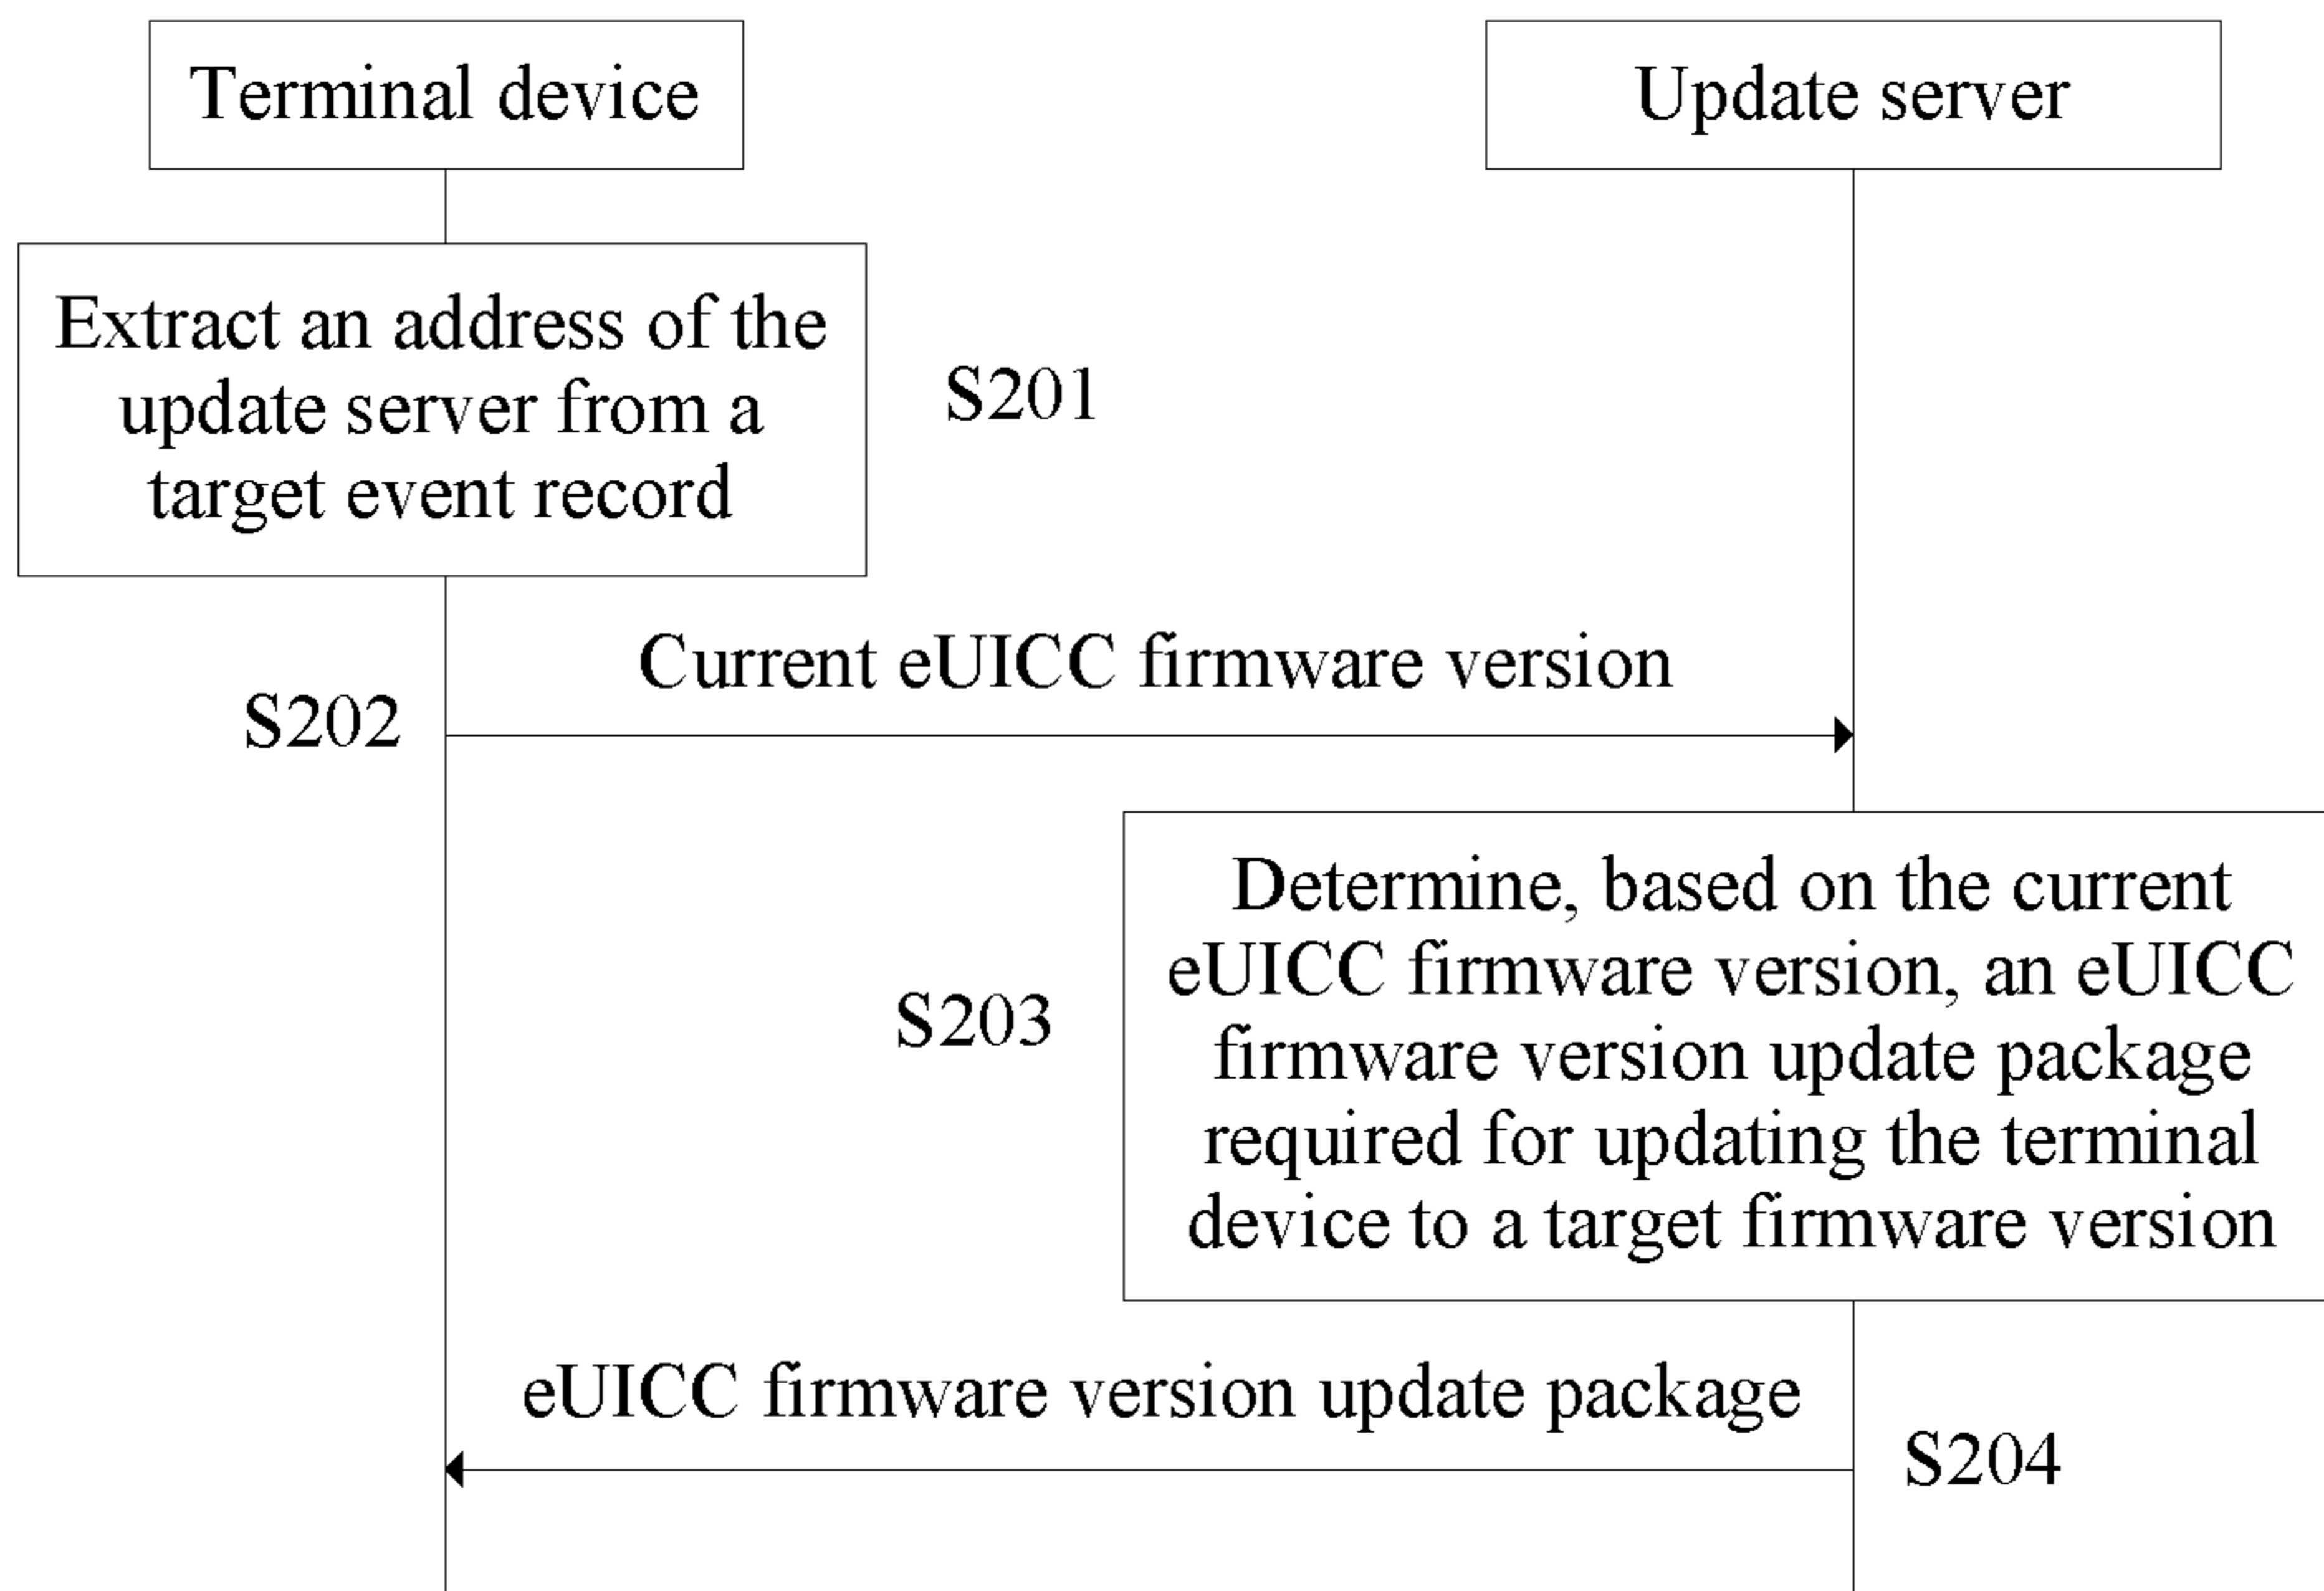 Terminal device
Update server
Extract an address of the
update server from a
target event record
S201
Current eUICC firmware version
S202
Determine, based on the current
eUICC firmware version, an eUICC
firmware version update package
required for updating the terminal
device to a target firmware version
S203
eUICC firmware version update package
S204